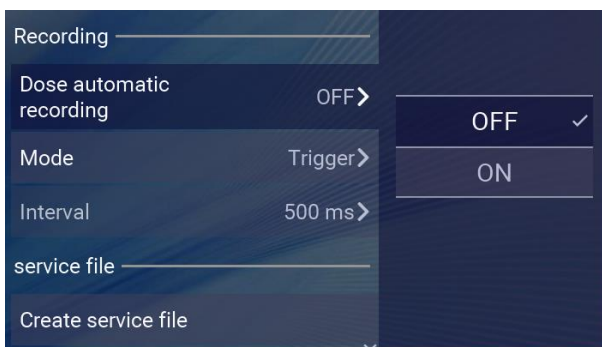 Recording
Dose automatic
recording
OFF
Mode
Trigger
Interval
500 ms
service file
Create service file
OFF
ON